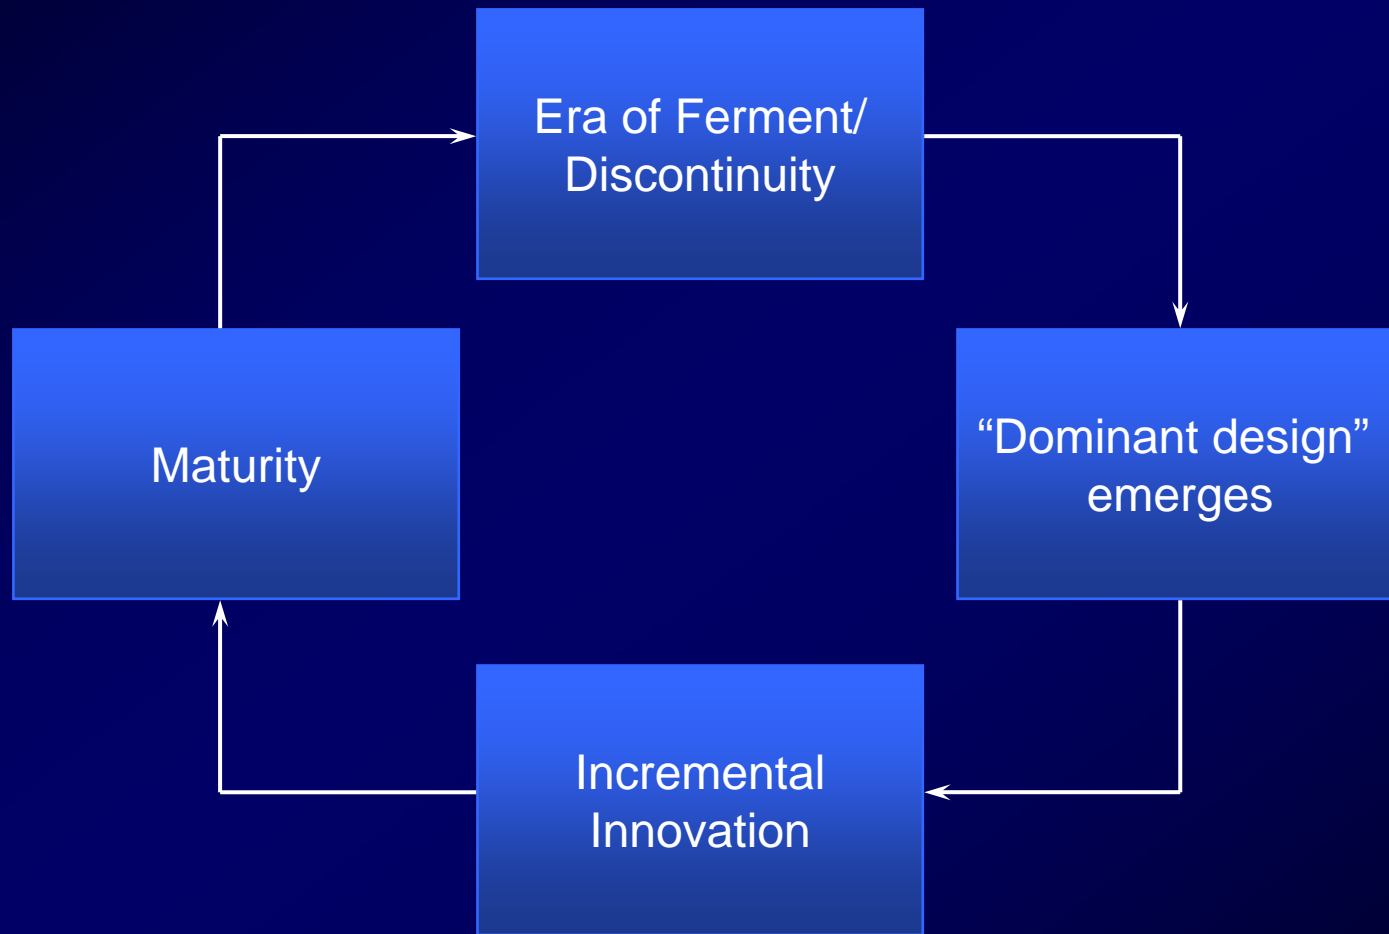 Era of Ferment/
Discontinuity
“Dominant design”
emerges
Incremental
Innovation
Maturity